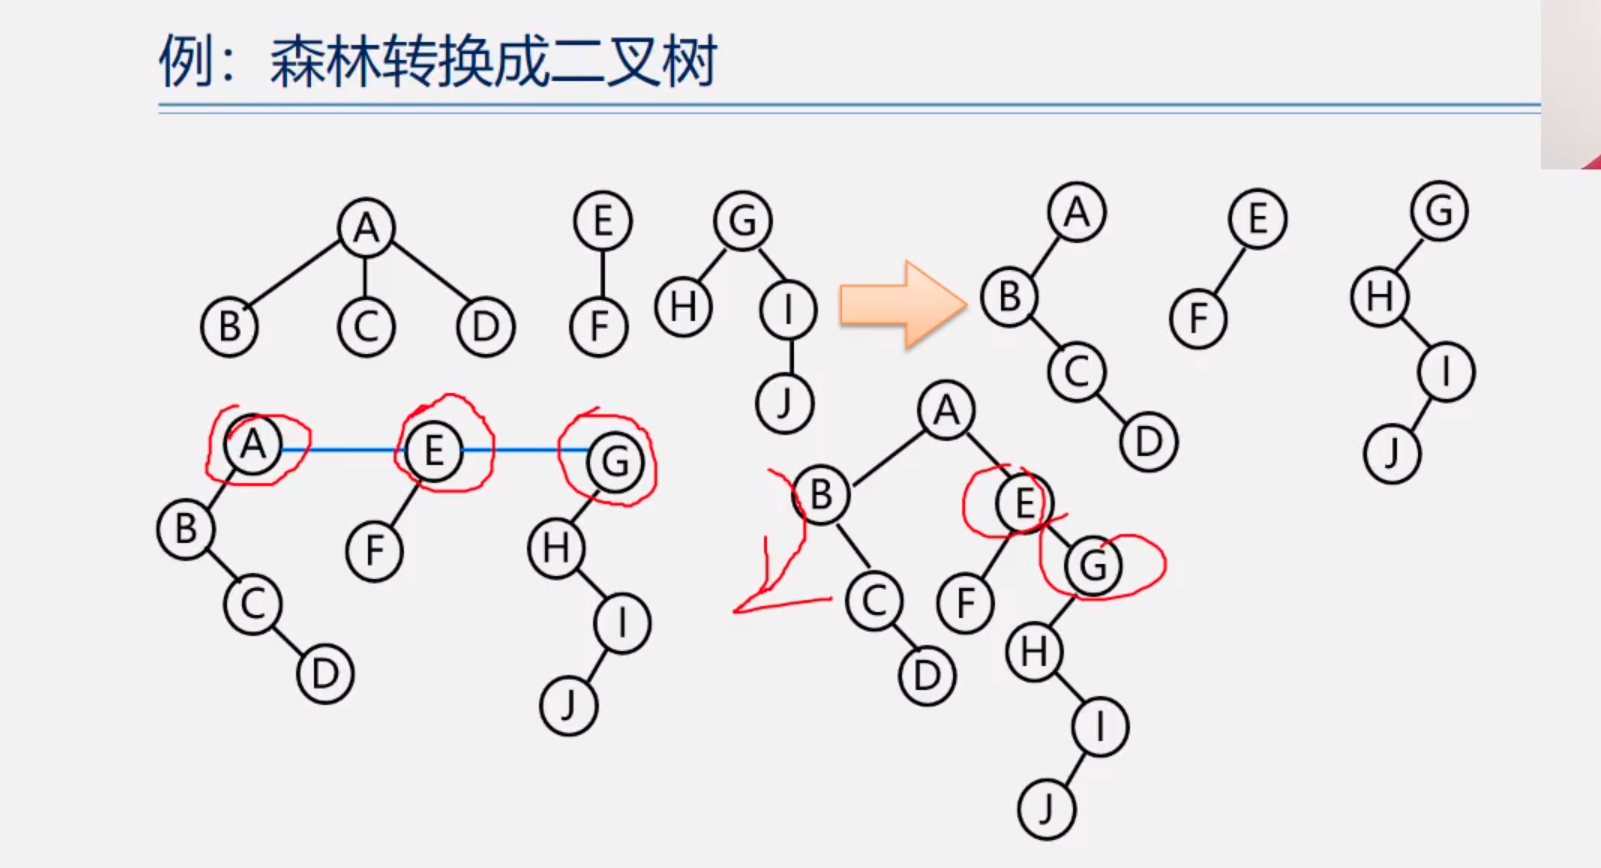 例：森林转换成二叉树
A E G A E G
B C D F H I B F H
J C I
D J
A E G A
B F H B E
C I C F G
D J D H
I
J